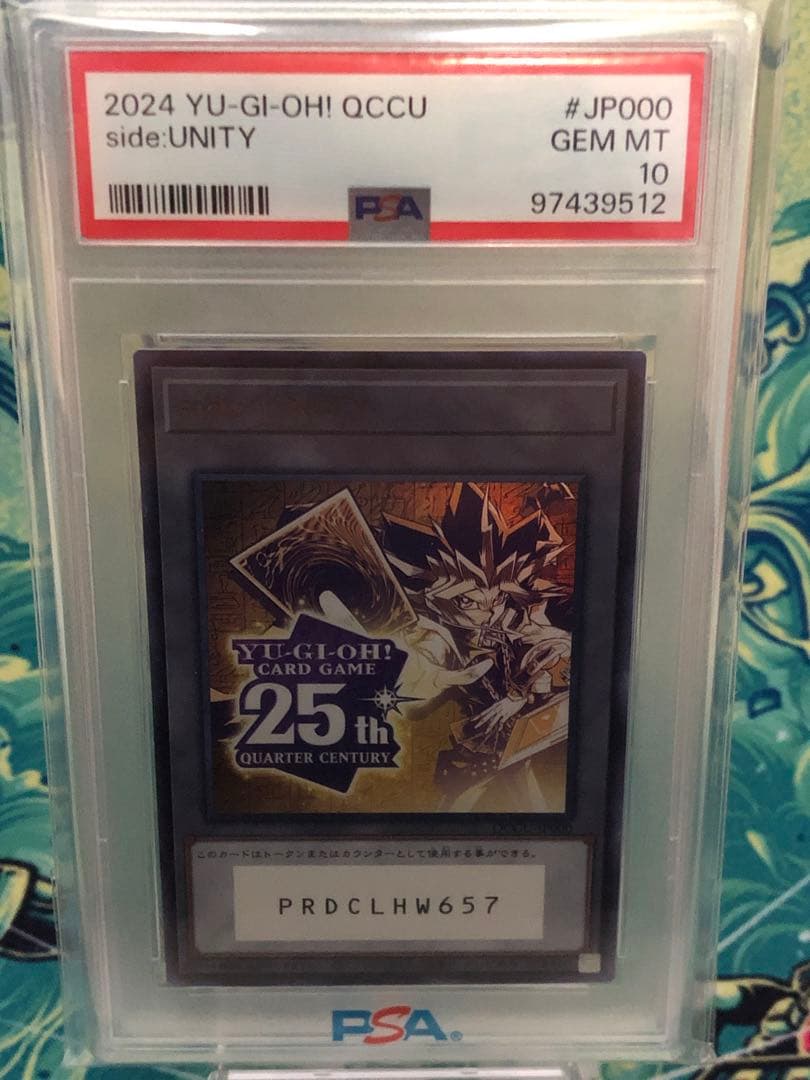 2024 YU-GI-OH! QCCU #JP000
side:UNITY GEM MT
10
PSA 97439512
YU-GI-OH!
CARD GAME
25th
QUARTER CENTURY
このカードはトークンまたはカウンターとして使用する事ができる。
PRDCLHW657
PSA®